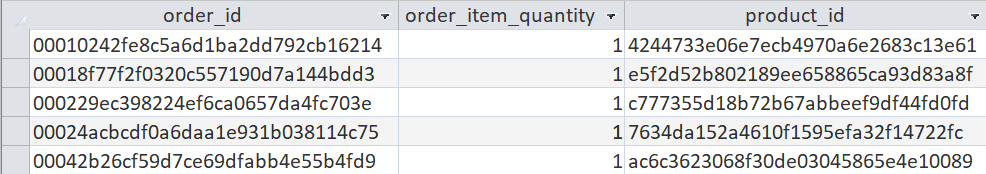 order_id order_item_quantity product_id
00010242fe8c5a6d1ba2dd792cb16214 1 4244733e06e7ecb4970a6e2683c13e61
00018f77f2f0320c557190d7a144bdd3 1 e5f2d52b802189ee658865ca93d83a8f
000229ec398224ef6ca0657da4fc703e 1 c777355d18b72b67abbeef9df44fd0fd
00024acbcdf0a6daa1e931b038114c75 1 7634da152a4610f1595efa32f14722fc
00042b26cf59d7ce69dfabb4e55b4fd9 1 ac6c3623068f30de03045865e4e10089